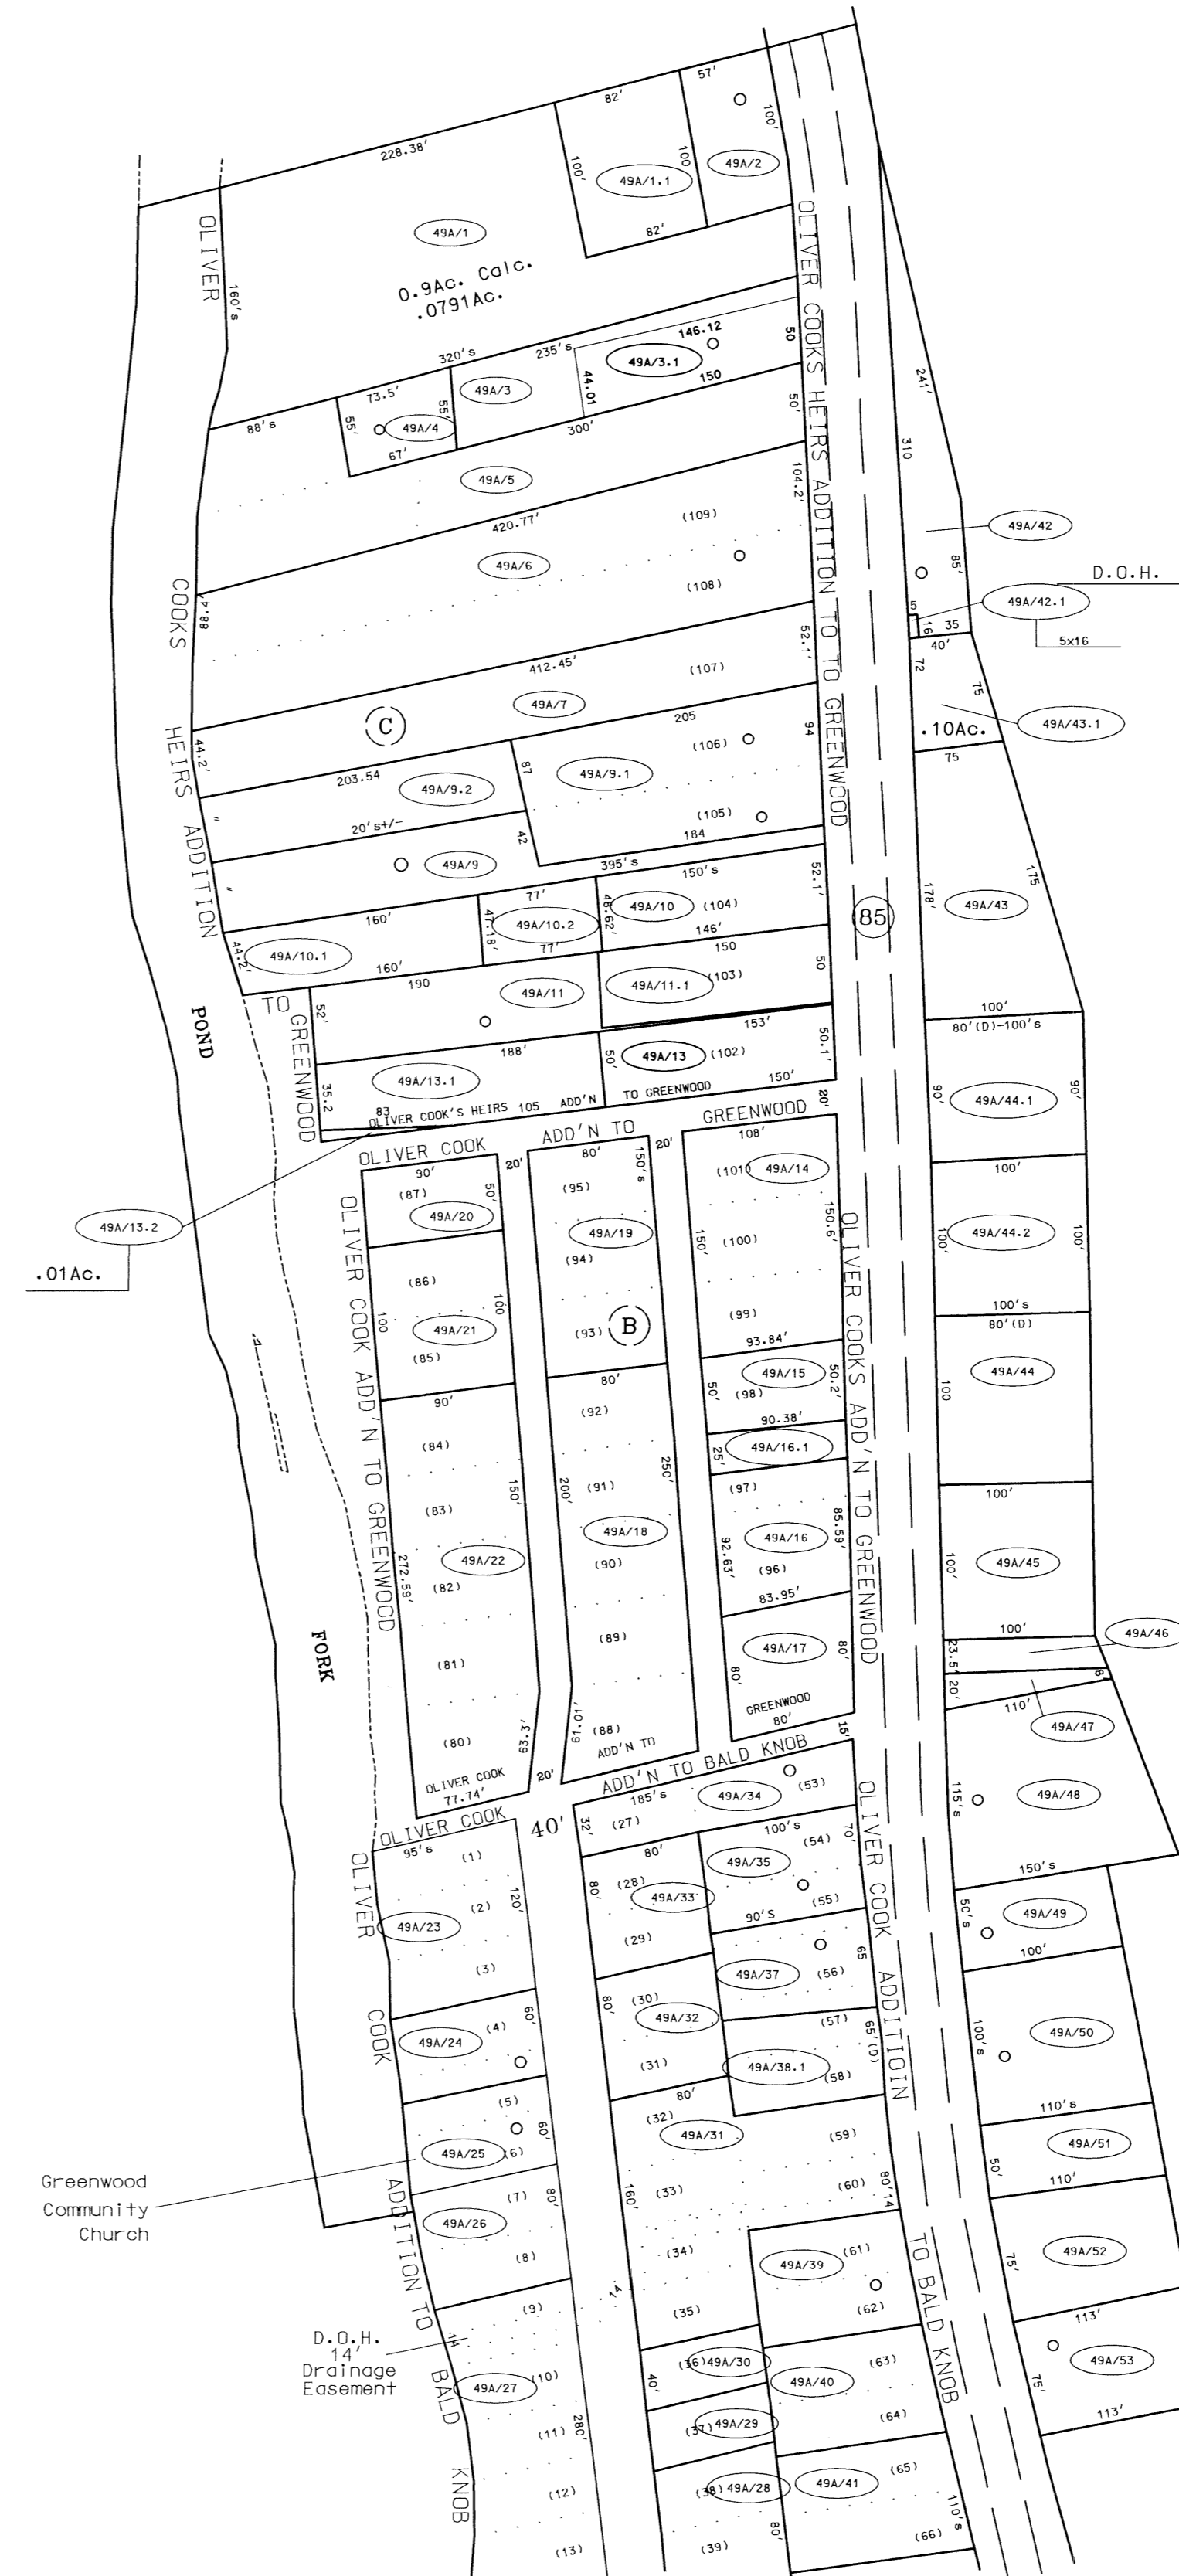 57'
82'
100'
228.38'
100'
100
49A/2
49A/1.1
82'
49A/1
OLIVER
160's
0.9Ac. Calc.
.0791Ac.
OLIVER COOKS HEIRS ADDITION TO TO GREENWOOD
146.12
50
320's
235's
49A/3.1
44.01
150
49A/3
73.5'
55'
55'
49A/4
88's
67'
300'
50'
241'
310
49A/5
104.2'
420.77'
(109)
49A/6
(108)
49A/42
85'
D.O.H.
49A/42.1
5
16
35
40'
5x16
COOKS
88.4'
52.1'
412.45'
(107)
49A/7
72
75
49A/43.1
.10Ac.
75
C
205
94
(106)
HEIRS ADDITION
44.2'
203.54
87
49A/9.1
49A/9.2
(105)
20's+/-
"
42
184
49A/9
395's
"
150's
52.1'
175
178'
49A/43
85
77'
48.62'
49A/10
(104)
160'
47.18'
49A/10.2
146'
44.2'
49A/10.1
77'
150
160'
190
(103)
50
49A/11
49A/11.1
TO GREENWOOD
52'
POND
153'
188'
50'
49A/13
(102)
50.1'
100'
80'(D)-100's
49A/13.1
35.2
150'
83
OLIVER COOK'S HEIRS 105 ADD'N TO GREENWOOD
20'
90'
49A/44.1
90'
OLIVER COOK ADD'N TO GREENWOOD
20'
20'
90'
80'
108'
150's
100'
(87)
50'
(95)
(101)
49A/14
49A/20
49A/13.2
.01Ac.
49A/19
150'
150.6'
(94)
(100)
100'
49A/44.2
100'
(86)
100
100
49A/21
(93)
B
(99)
100's
80'(D)
(85)
93.84'
49A/15
50.2'
50'
(98)
80'
90'
100
49A/44
OLIVER COOK ADD'N TO GREENWOOD
OLIVER COOKS ADD'N TO GREENWOOD
(92)
90.38'
(84)
25'
49A/16.1
250'
150'
200'
(91)
(97)
100'
(83)
49A/18
49A/16
85.59'
92.63'
272.59'
49A/22
(90)
(96)
100'
49A/45
(82)
83.95'
(89)
49A/17
80'
100'
FORK
(81)
80'
23.5'
49A/46
8
20'
GREENWOOD
80'
110'
49A/47
(80)
63.3'
61.01'
(88)
ADD'N TO
15'
OLIVER COOK
77.74'
20'
ADD'N TO BALD KNOB
185's
49A/34
(53)
115's
49A/48
OLIVER COOK
40'
32'
(27)
95's
(1)
100's
(54)
70'
80'
49A/35
150's
(28)
49A/33
80'
(2)
120'
(55)
49A/23
90'S
50's
49A/49
(29)
(3)
65
100'
49A/37
(56)
OLIVER COOK ADDITION TO BALD KNOB
OLIVER COOK ADDITIOIN TO BALD KNOB
60'
(30)
80'
49A/32
(57)
(4)
49A/24
65'(D)
100's
49A/50
(31)
49A/38.1
(58)
80'
(5)
(32)
110's
60'
49A/31
49A/25
(6)
(59)
49A/51
50'
Greenwood
Community
Church
(7)
80'
160'
(33)
(60)
80'
14
110'
49A/26
(8)
(34)
49A/39
(61)
49A/52
75'
(9)
14
(35)
(62)
113'
D.O.H.
14'
Drainage
Easement
14
(10)
49A/27
(36)
49A/30
(63)
49A/40
40'
49A/53
75'
(11)
280'
(37)
49A/29
(64)
113'
(65)
(12)
(38)
49A/28
49A/41
110's
80'
(66)
(13)
(39)